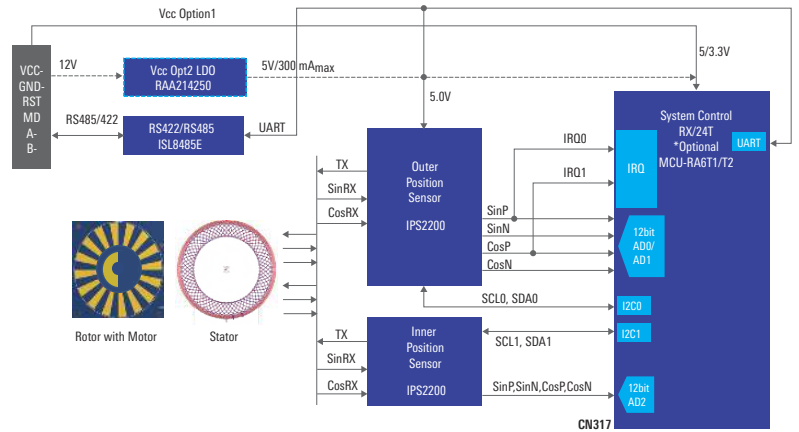 Vcc Option1
VCC-
GND-
RST
MD
A-
B-
12V
Vcc Opt2 LDO
RAA214250
5V/300 mAmax
5/3.3V
RS485/422
RS422/RS485
ISL8485E
UART
5.0V
System Control
RX/24T
*Optional
MCU-RA6T1/T2
UART
IRQ0
IRQ
IRQ1
TX
SinRX
CosRX
Outer
Position
Sensor
IPS2200
SinP
SinN
CosP
CosN
12bit
AD0/
AD1
SCL0, SDA0
I2C0
Rotor with Motor
Stator
TX
SinRX
CosRX
Inner
Position
Sensor
IPS2200
SCL1, SDA1
I2C1
SinP,SinN,CosP,CosN
12bit
AD2
CN317